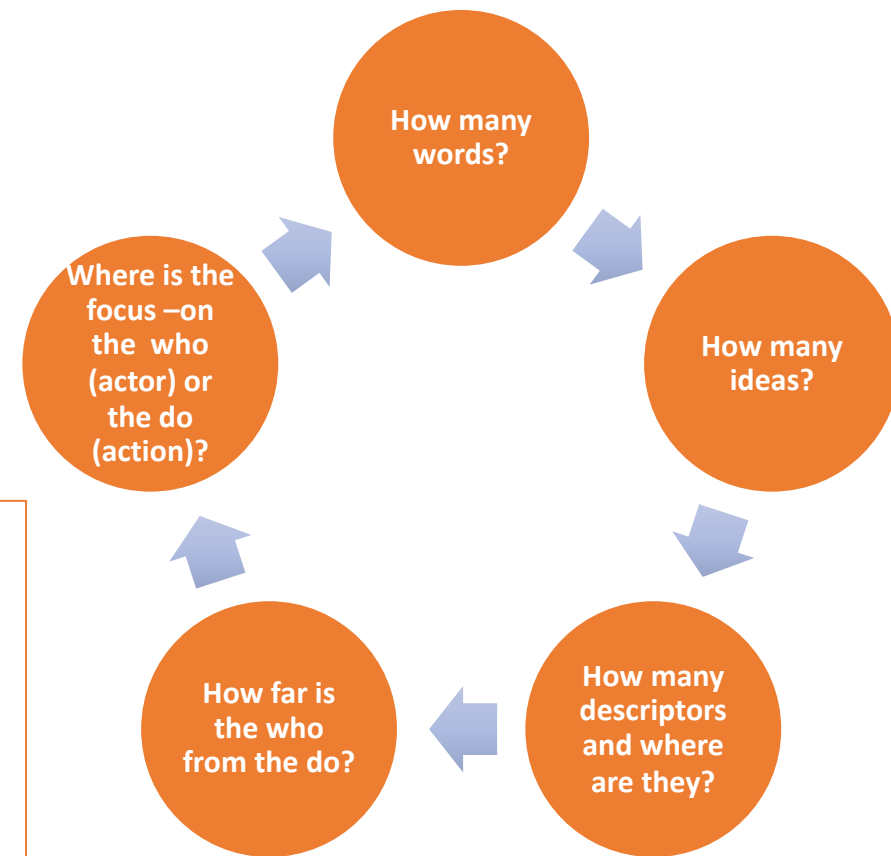 How many
words?
How many
ideas?
How many
descriptors
and where
are they?
How far is
the who
from the do?
Where is the
focus –on
the  who
(actor) or
the do
(action)?